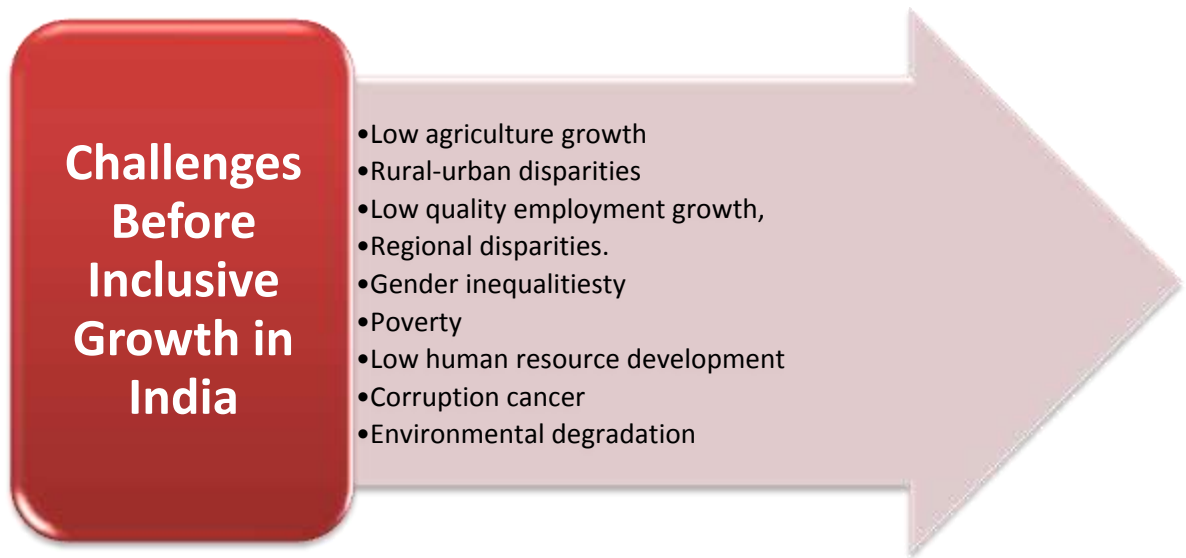 Challenges
Before
Inclusive
Growth in
India
•Low agriculture growth
•Rural-urban disparities
•Low quality employment growth,
•Regional disparities.
•Gender inequalitiesty
•Poverty
•Low human resource development
•Corruption cancer
•Environmental degradation